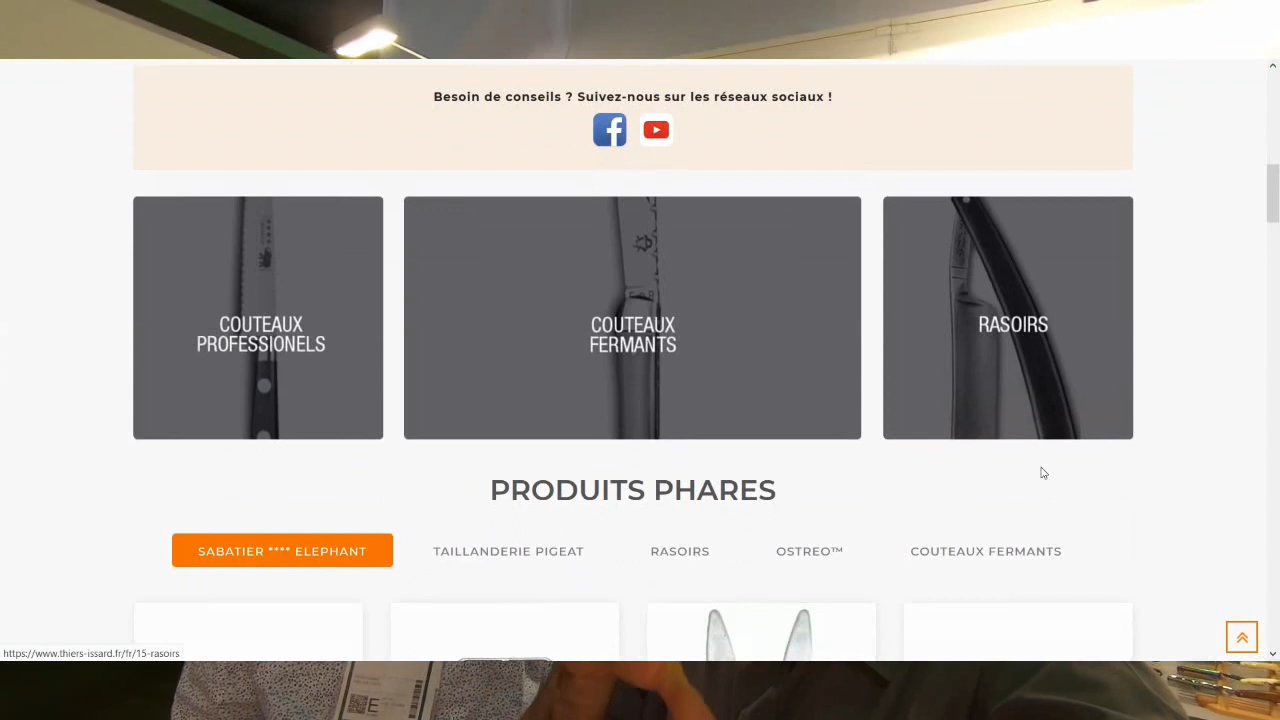 Besoin de conseils ? Suivez-nous sur les réseaux sociaux !
COUTEAUX
PROFESSIONELS
COUTEAUX
FERMANTS
RASOIRS
PRODUITS PHARES
SABATIER **** ELEPHANT
TAILLANDERIE PIGEAT
RASOIRS
OSTREO™
COUTEAUX FERMANTS
https://www.thiers-issard.fr/fr/15-rasoirs
E